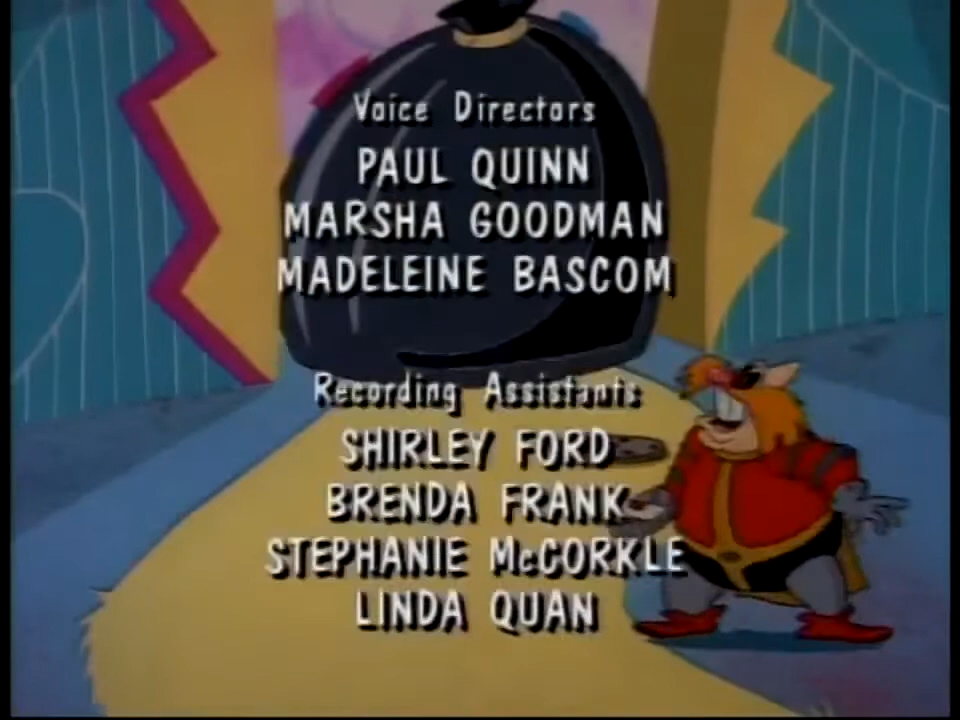 Voice Directors
PAUL QUINN
MARSHA GOODMAN
MADELEINE BASCOM
Recording Assistants
SHIRLEY FORD
BRENDA FRANK
STEPHANIE McCORKLE
LINDA QUAN